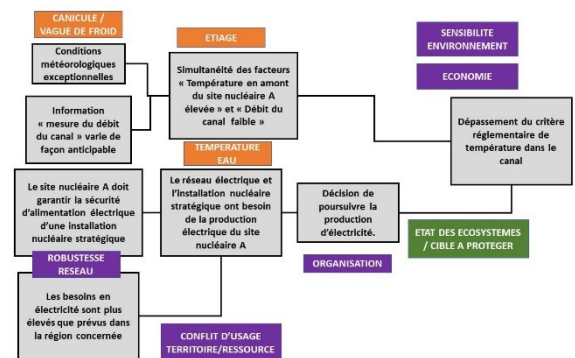 CANICULE /
VAGUE DE FROID
ETIAGE
SENSIBILITE
ENVIRONNEMENT
ECONOMIE
Conditions
météorologiques
exceptionnelles
Simultanéité des facteurs
« Température en amont
du site nucléaire A
élevée » et « Débit du
canal faible »
Information
« mesure du débit
du canal » varie de
façon anticipable
Dépassement du critère
réglementaire de
température dans le
canal
TEMPERATURE
EAU
Le site nucléaire A doit
garantir la sécurité
d'alimentation électrique
d'une installation
nucléaire stratégique
Le réseau électrique et
l'installation nucléaire
stratégique ont besoin
de la production
électrique du site
nucléaire A
Décision de
poursuivre la
production
d'électricité.
ETAT DES ECOSYSTEMES
/ CIBLE A PROTEGER
ROBUSTESSE
RESEAU
ORGANISATION
Les besoins en
électricité sont plus
élevés que prévus dans
la région concernée
CONFLIT D'USAGE
TERRITOIRE/RESSOURCE